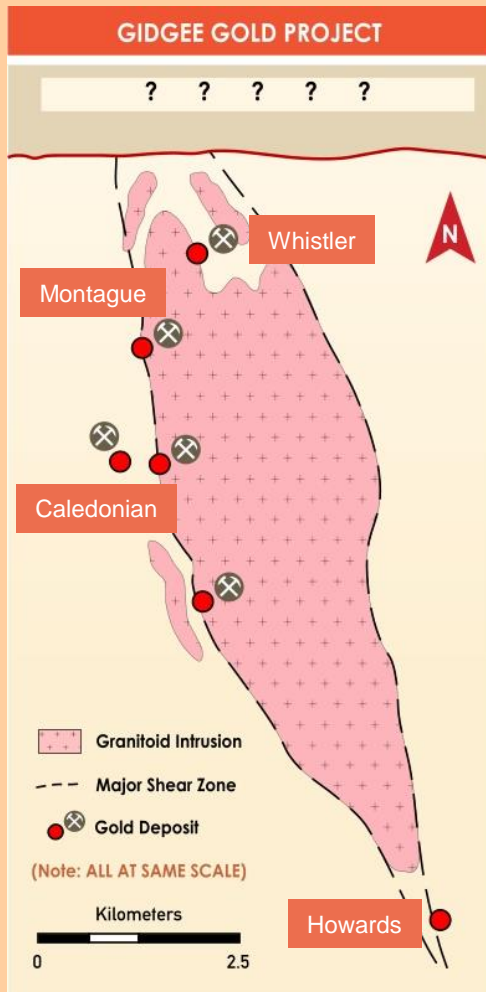 GIDGEE GOLD PROJECT
? ? ? ? ?
Whistler
N
Montague
Caledonian
Granitoid Intrusion
Major Shear Zone
Gold Deposit
(Note: ALL AT SAME SCALE)
Kilometers
0 2.5
Howards